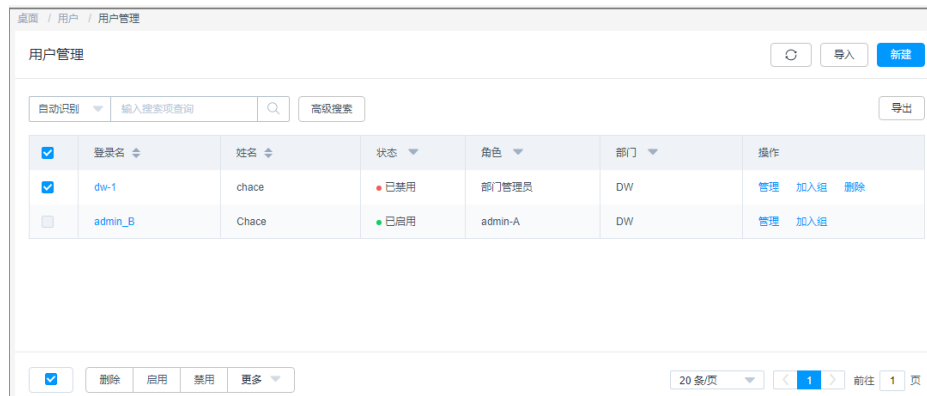 桌面 / 用户 / 用户管理
用户管理 导入 新建
自动识别 输入搜索项查询 高级搜索 导出
登录名 姓名 状态 角色 部门 操作
dw-1 chace 已禁用 部门管理员 DW 管理 加入组 删除
admin_B Chace 已启用 admin-A DW 管理 加入组
删除 启用 禁用 更多 20 条/页 1 前往 1 页